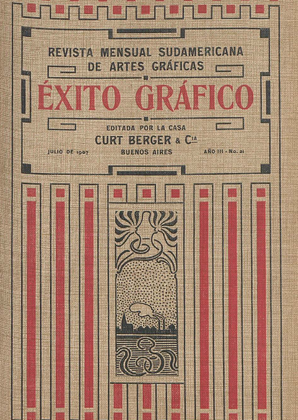 REVISTA MENSUAL SUDAMERICANA
DE ARTES GRÁFICAS
ÉXITO GRÁFICO
EDITADA POR LA CASA
CURT BERGER & Cía
BUENOS AIRES
JULIO DE 1907
AÑO III - No. 21